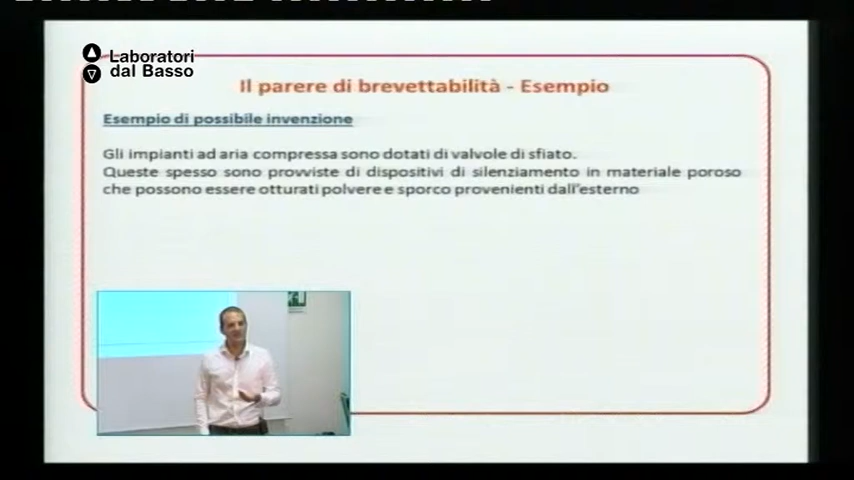 Laboratori
dal Basso
Il parere di brevettabilità - Esempio
Esempio di possibile invenzione
Gli impianti ad aria compressa sono dotati di valvole di sfiato.
Queste spesso sono provviste di dispositivi di silenziamento in materiale poroso
che possono essere otturati polvere e sporco provenienti dall'esterno